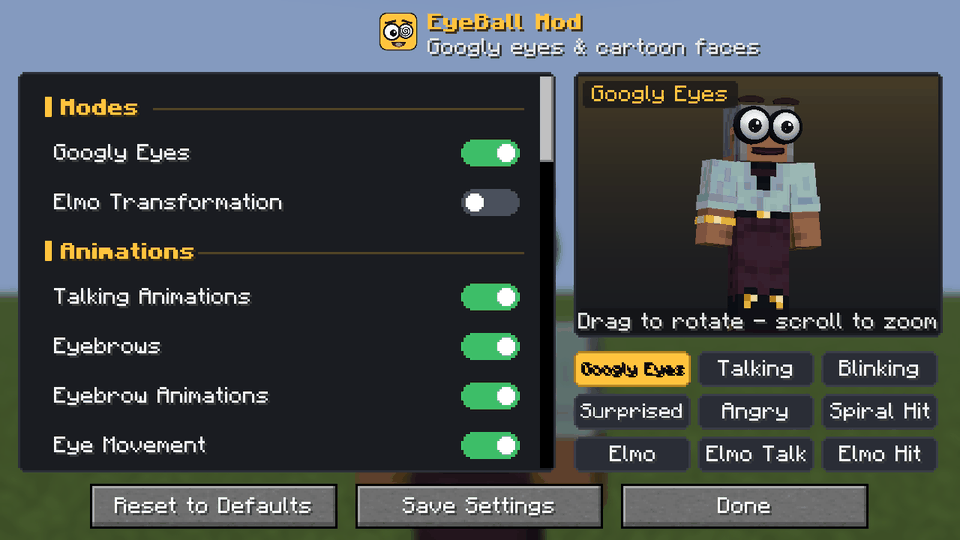 EyeBall Mod
Googly eyes & cartoon faces
Modes
Googly Eyes
Elmo Transformation
Animations
Talking Animations
Eyebrows
Eyebrow Animations
Eye Movement
Googly Eyes
Drag to rotate - scroll to zoom
Googly Eyes Talking Blinking
Surprised Angry Spiral Hit
Elmo Elmo Talk Elmo Hit
Reset to Defaults Save Settings Done